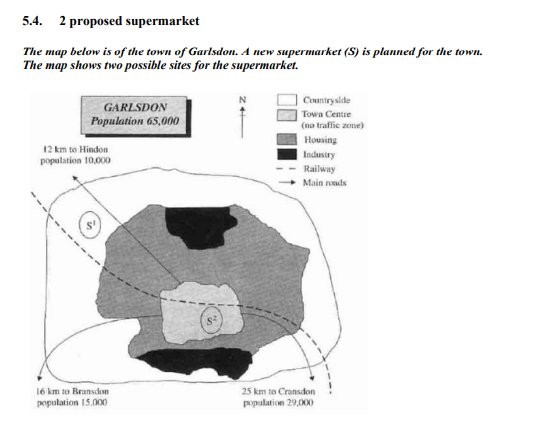 5.4. 2 proposed supermarket
The map below is of the town of Garlsdon. A new supermarket (S) is planned for the town.
The map shows two possible sites for the supermarket.
GARLSDON
Population 65,000
N
Countryside
Town Centre
(no traffic zone)
Housing
Industry
Railway
Main roads
12 km to Hindon
population 10,000
S1
S2
16 km to Bransdon
population 15,000
25 km to Cransdon
population 29,000